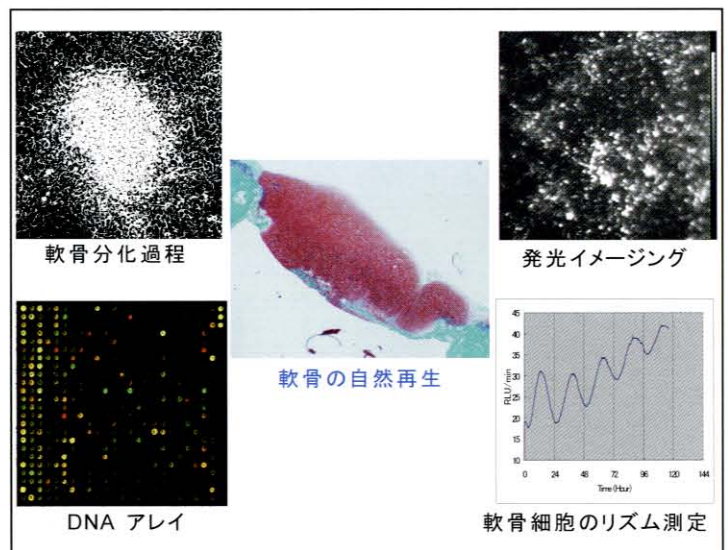 軟骨分化過程
発光イメージング
軟骨の自然再生
DNA アレイ
軟骨細胞のリズム測定
RLU/min
45
40
35
30
25
20
15
10
0 24 48 72 96 120 144
Time (Hour)